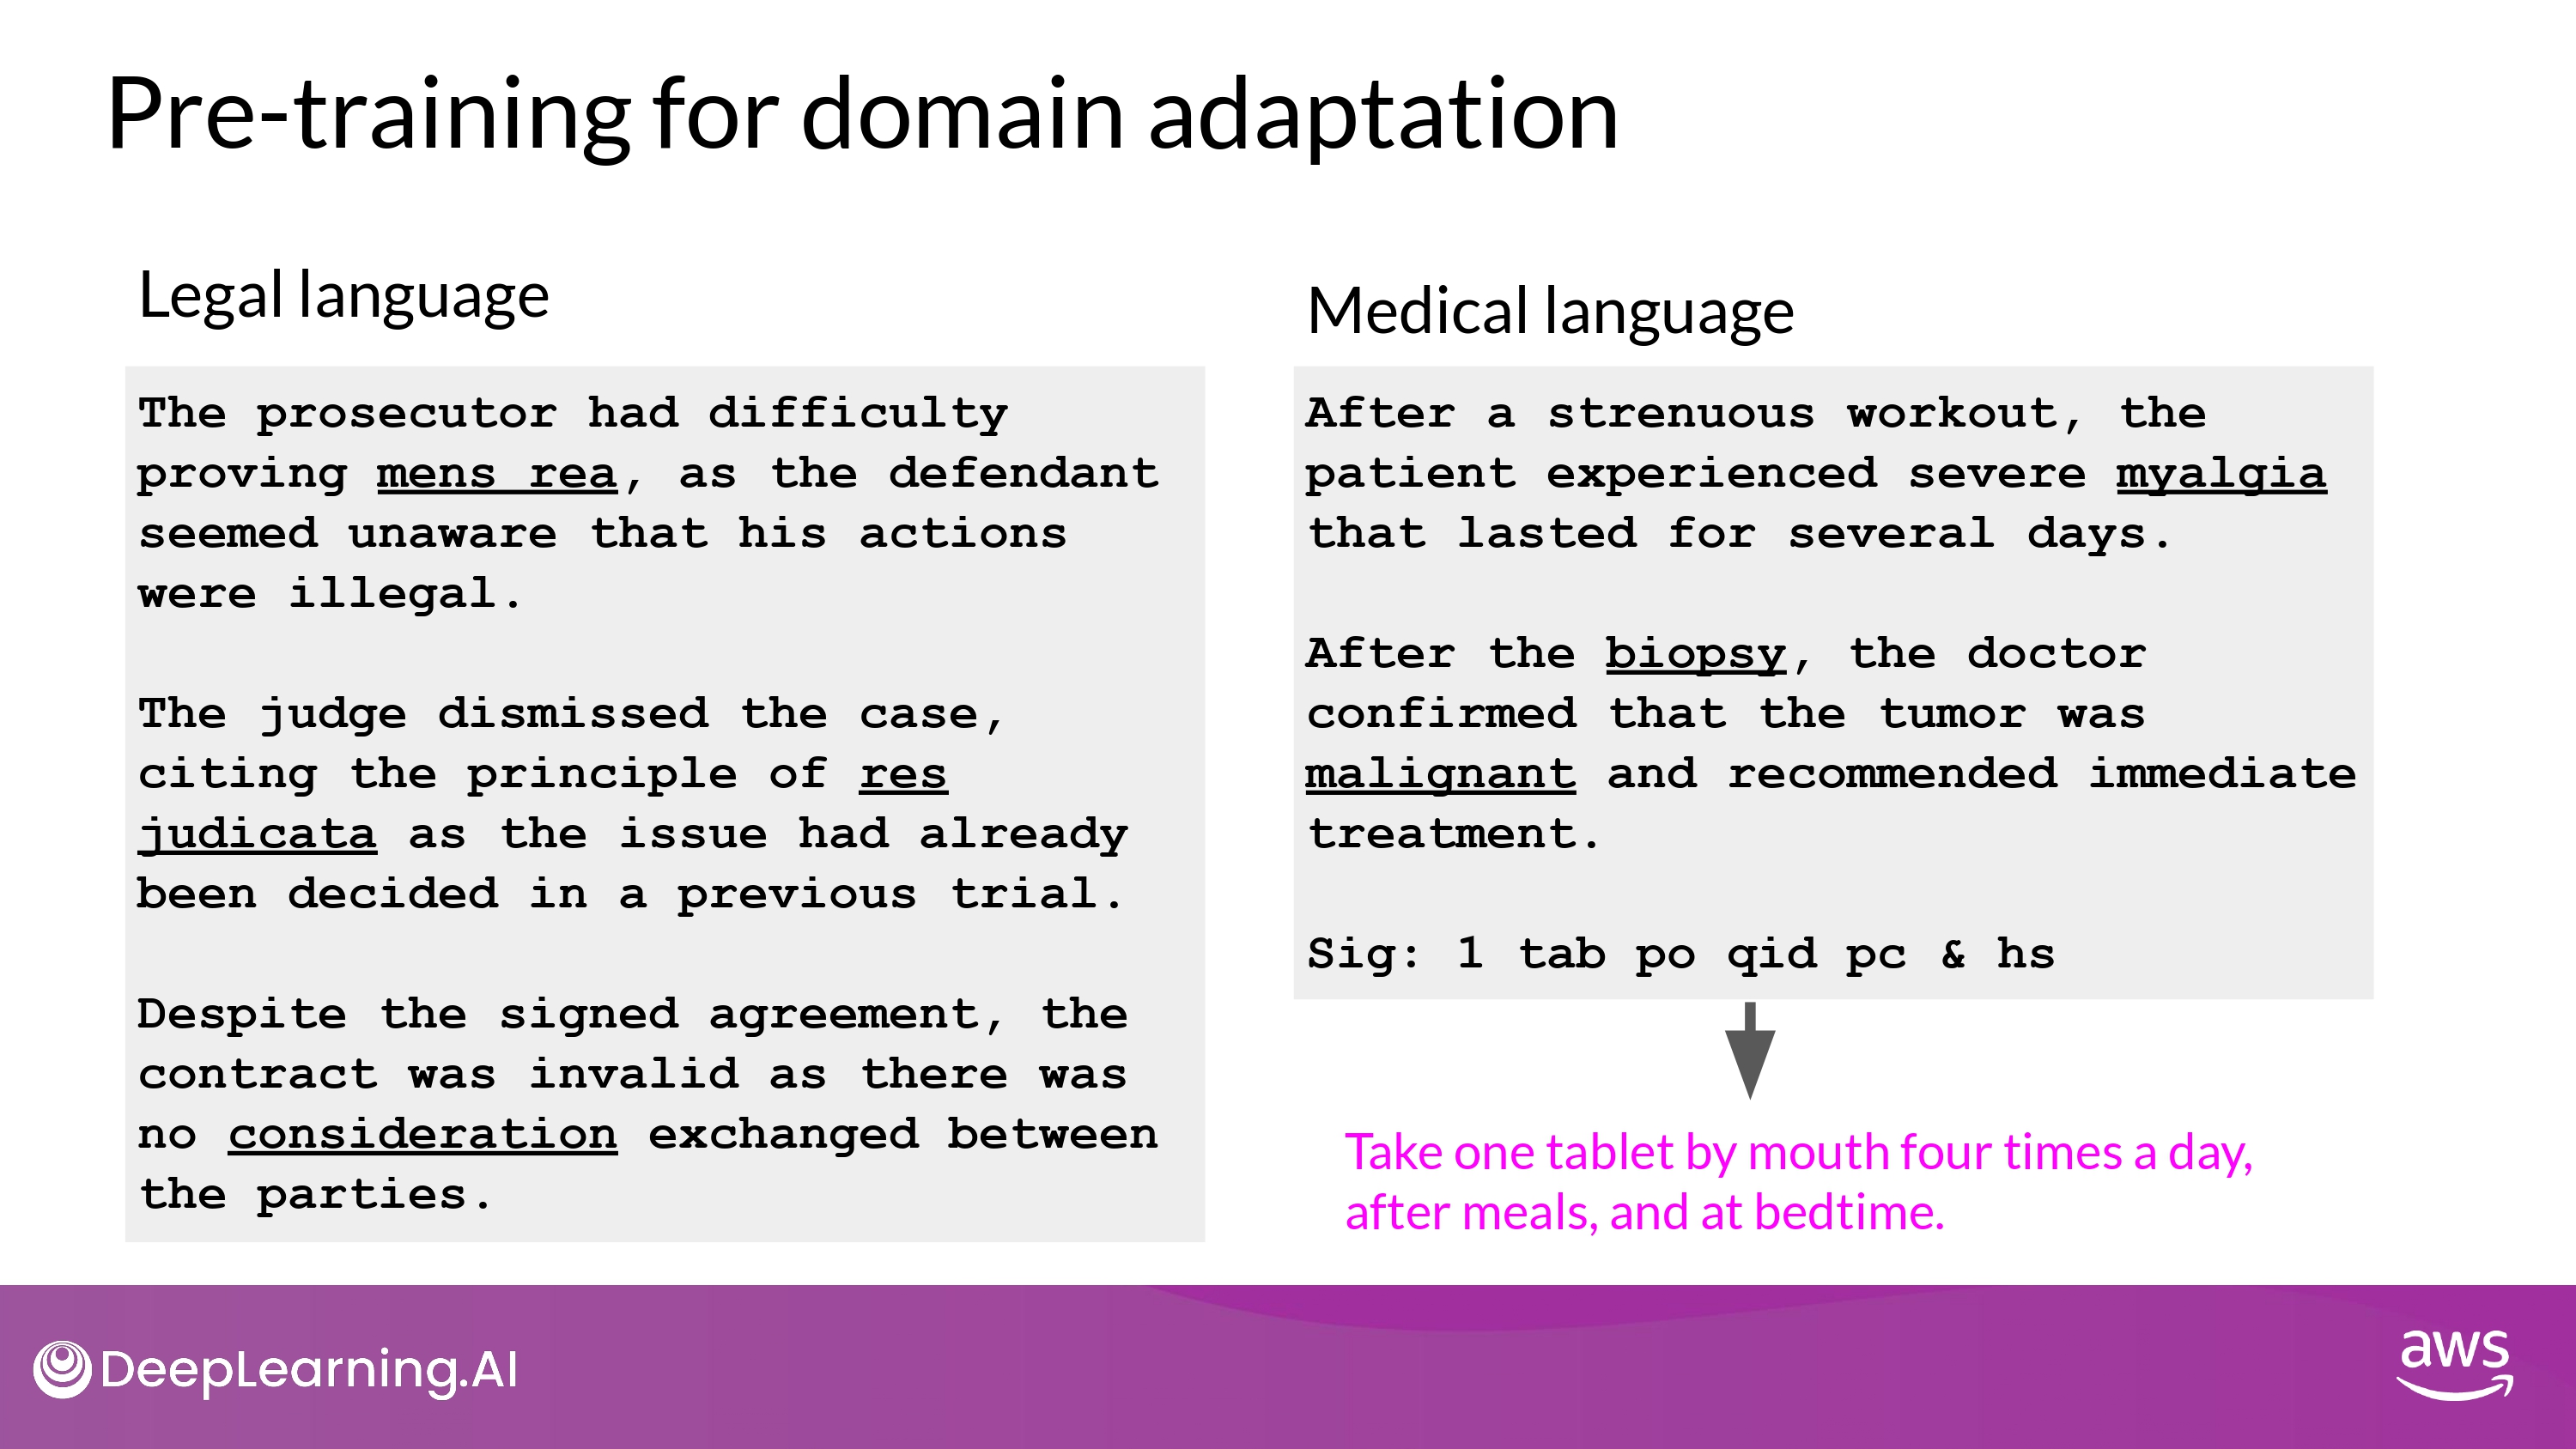 Pre-training for domain adaptation
Legal language
The prosecutor had difficulty
proving mens rea, as the defendant
seemed unaware that his actions
were illegal.
The judge dismissed the case,
citing the principle of res
judicata as the issue had already
been decided in a previous trial.
Despite the signed agreement, the
contract was invalid as there was
no consideration exchanged between
the parties.
Medical language
After a strenuous workout, the
patient experienced severe myalgia
that lasted for several days.
After the biopsy, the doctor
confirmed that the tumor was
malignant and recommended immediate
treatment.
Sig: 1 tab po qid pc & hs
Take one tablet by mouth four times a day,
after meals, and at bedtime.
DeepLearning.AI
aws